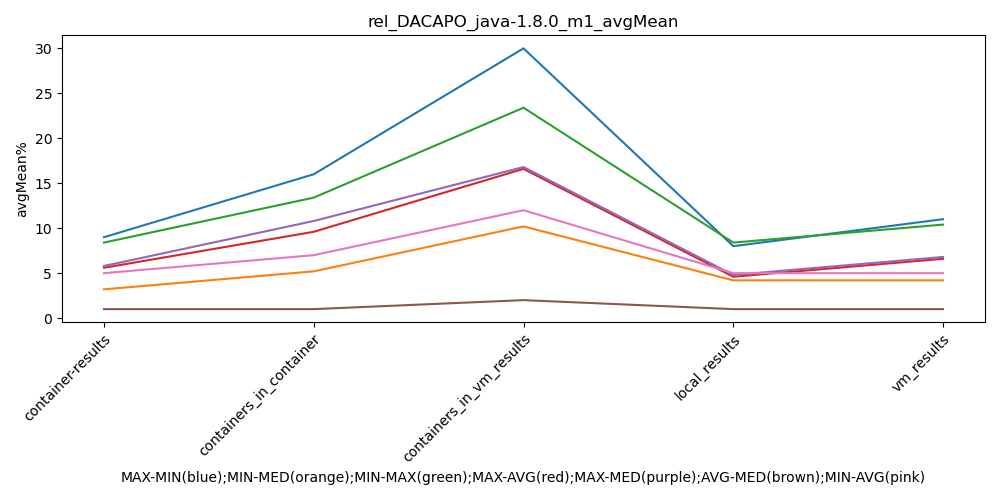 rel_DACAPO_java-1.8.0_m1_avgMean
avgMean%
30
25
20
15
10
5
0
container-results
containers_in_container
containers_in_vm_results
local_results
vm_results
MAX-MIN(blue);MIN-MED(orange);MIN-MAX(green);MAX-AVG(red);MAX-MED(purple);AVG-MED(brown);MIN-AVG(pink)